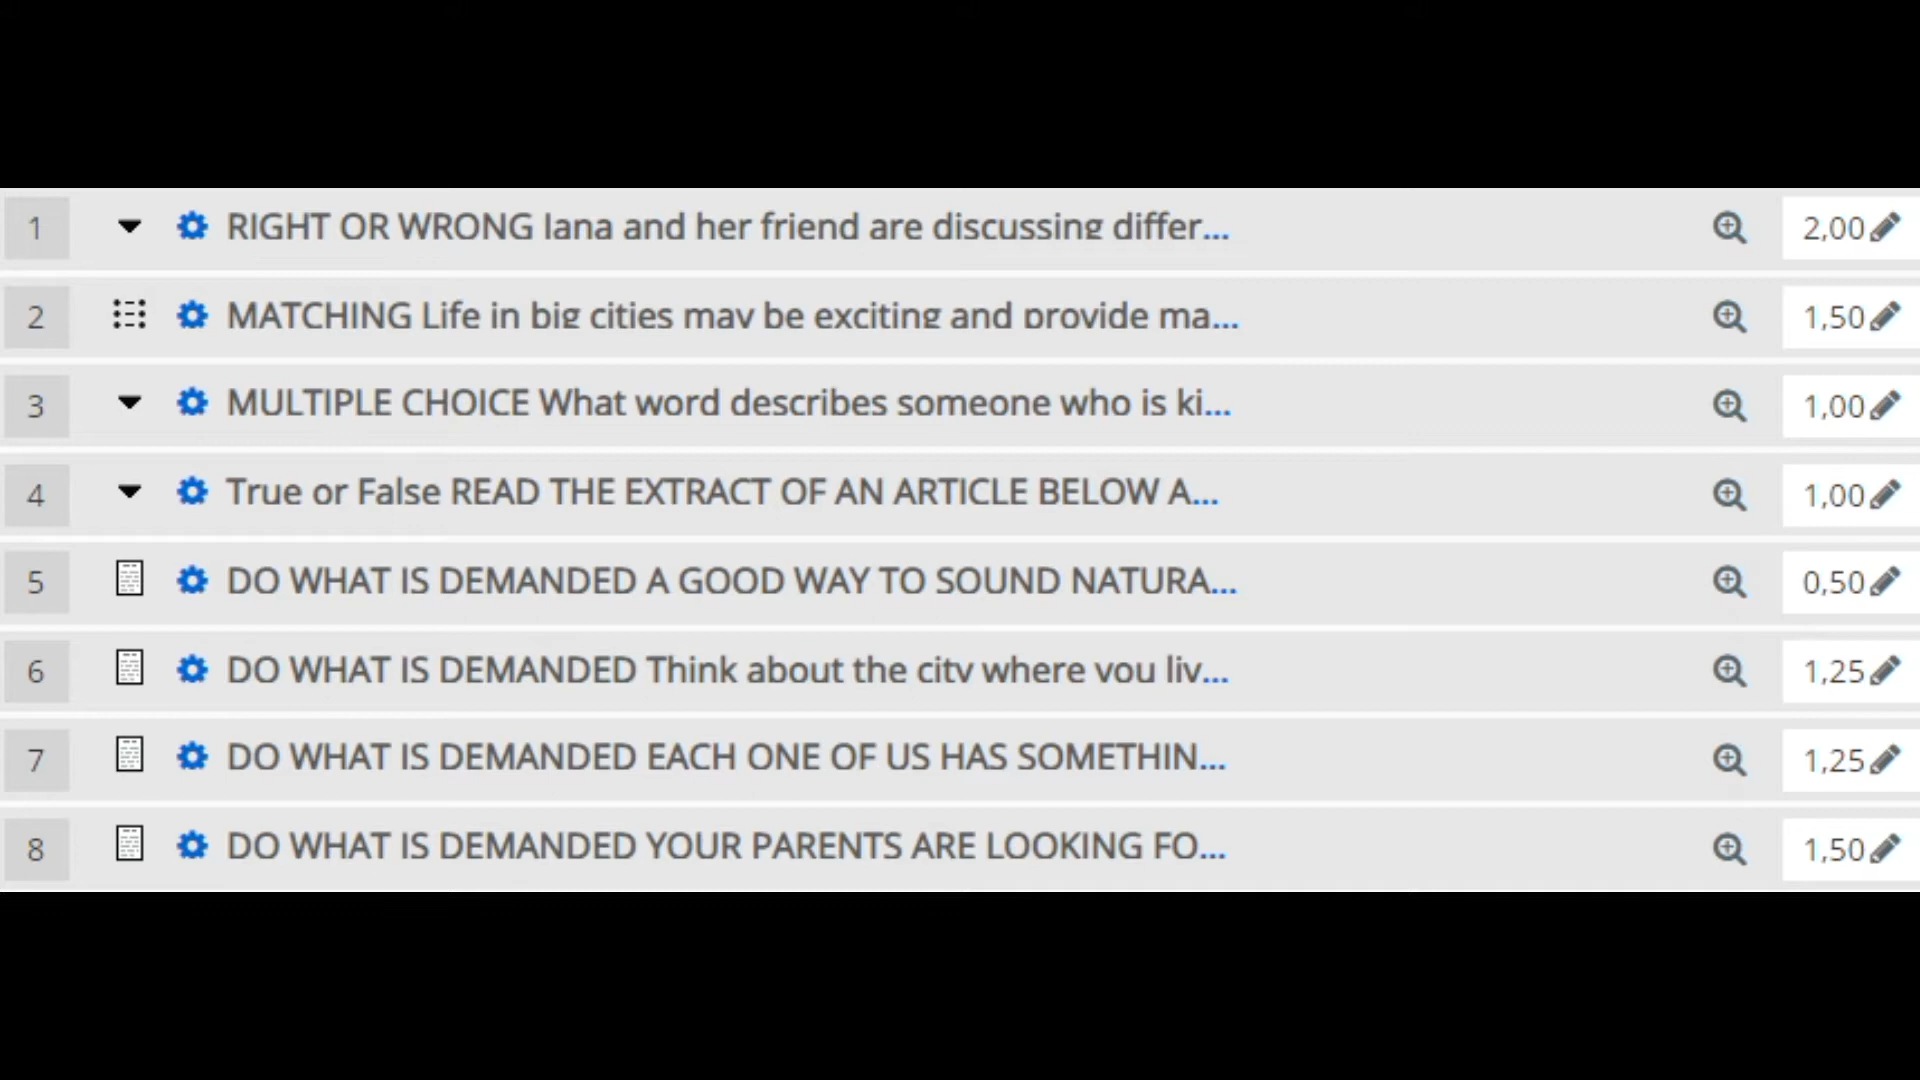 1 RIGHT OR WRONG Iana and her friend are discussing differ... 2,00
2 MATCHING Life in big cities may be exciting and provide ma... 1,50
3 MULTIPLE CHOICE What word describes someone who is ki... 1,00
4 True or False READ THE EXTRACT OF AN ARTICLE BELOW A... 1,00
5 DO WHAT IS DEMANDED A GOOD WAY TO SOUND NATURA... 0,50
6 DO WHAT IS DEMANDED Think about the city where you liv... 1,25
7 DO WHAT IS DEMANDED EACH ONE OF US HAS SOMETHIN... 1,25
8 DO WHAT IS DEMANDED YOUR PARENTS ARE LOOKING FO... 1,50